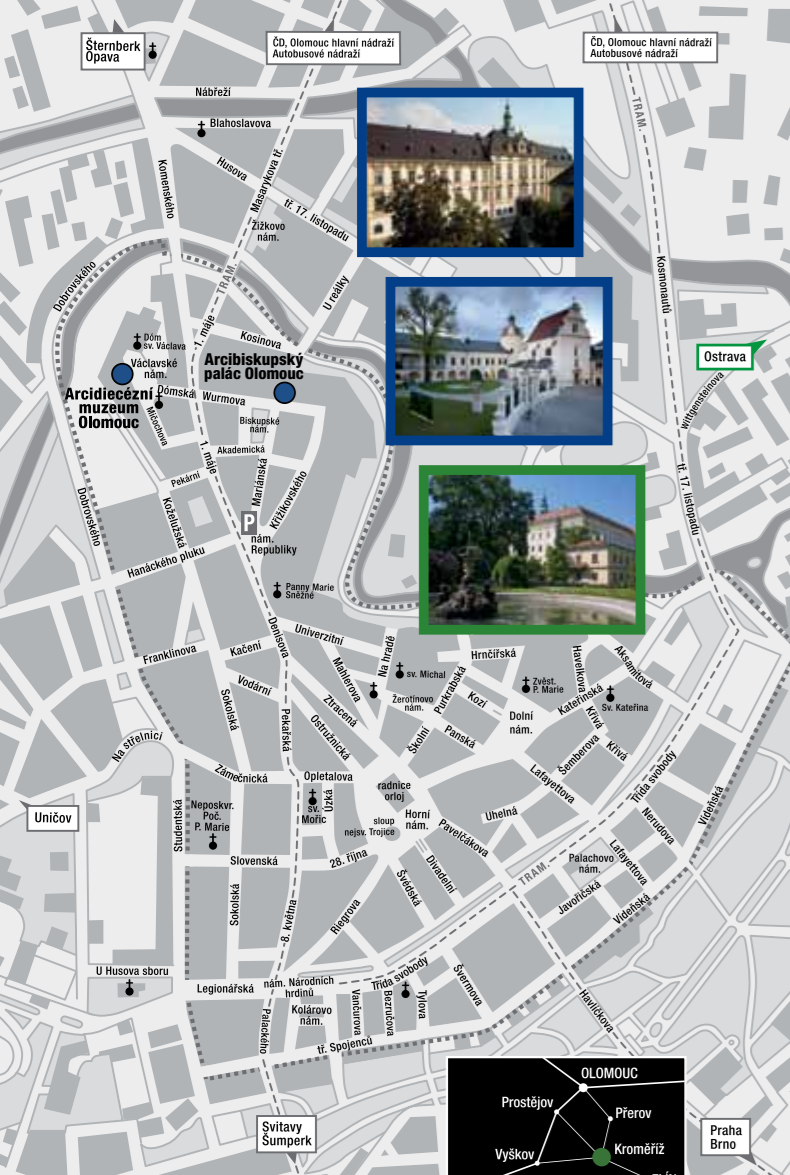 Šternberk
Opava
ČD, Olomouc hlavní nádraží
Autobusové nádraží
ČD, Olomouc hlavní nádraží
Autobusové nádraží
Nábřeží
Blahoslavova
TRAM.
Komenského
Husova
Masarykova tř.
tř. 17. listopadu
Žižkovo
nám.
Dobrovského
TRAM.
U reálky
Kosmonautů
1. máje
Kosinova
Dóm
sv. Václava
Václavské
nám.
Arcibiskupský
palác Olomouc
Ostrava
Arcidiecézní
muzeum
Olomouc
Dómská
Wurmova
Wittgensteinova
Mlčochova
Biskupské
nám.
1. máje
Akademická
Pekární
Mariánská
Křížkovského
tř. 17. listopadu
Dobrovského
Koželužská
P
nám.
Republiky
Hanáckého pluku
Panny Marie
Sněžné
Denisova
Univerzitní
Na hradě
Franklinova
Kačení
Mahlerova
sv. Michal
Hrnčířská
Havelkova
Aksamitova
Vodární
Zvěst.
P. Marie
Kateřinská
Sv. Kateřina
Sokolská
Ztracená
Žerotínovo
nám.
Purkrabská
Kozí
Pekařská
Ostružnická
Dolní
nám.
Křivá
Školní
Panská
Křivá
Na střelnici
Šemberova
Zámečnická
Opletalova
Lafayettova
Třída svobody
radnice
orloj
Úzká
sv.
Mořic
Vídeňská
Uničov
Studentská
Neposkvr.
Poč.
P. Marie
sloup
nejsv. Trojice
Horní
nám.
Uhelná
Nerudova
Pavelčákova
Slovenská
28. října
Divadelní
Palachovo
nám.
Lafayettova
TRAM.
Švédská
Sokolská
8. května
Riegrova
Javoříčská
Vídeňská
U Husova sboru
Legionářská
nám. Národních
hrdinů
Třída svobody
Švermova
Kolárovo
nám.
Vančurova
Bezručova
Tylova
Havlíčkova
Palackého
tř. Spojenců
OLOMOUC
Prostějov
Přerov
Svitavy
Šumperk
Vyškov
Kroměříž
Praha
Brno